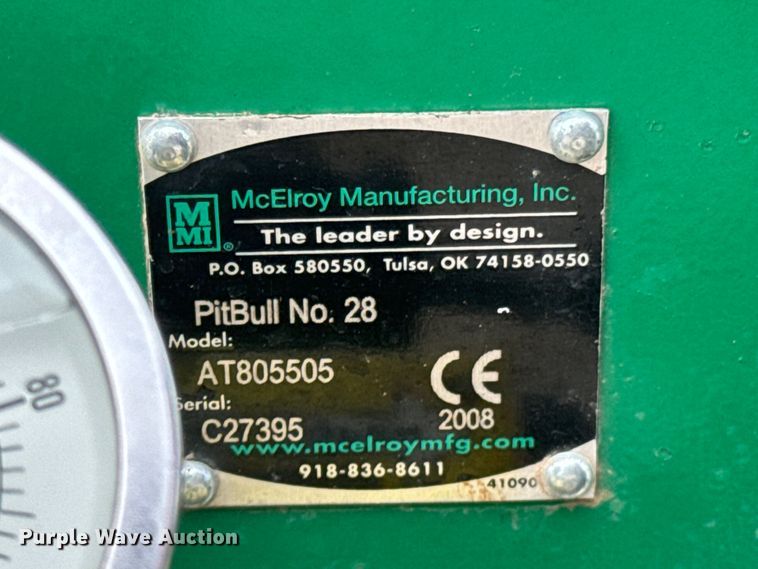 M
MI
®
McElroy Manufacturing, Inc.
The leader by design.
P.O. Box 580550, Tulsa, OK 74158-0550
PitBull No. 28
Model:
AT805505
CE
Serial:
C27395
2008
www.mcelroymfg.com
918-836-8611
41090
80
Purple Wave Auction